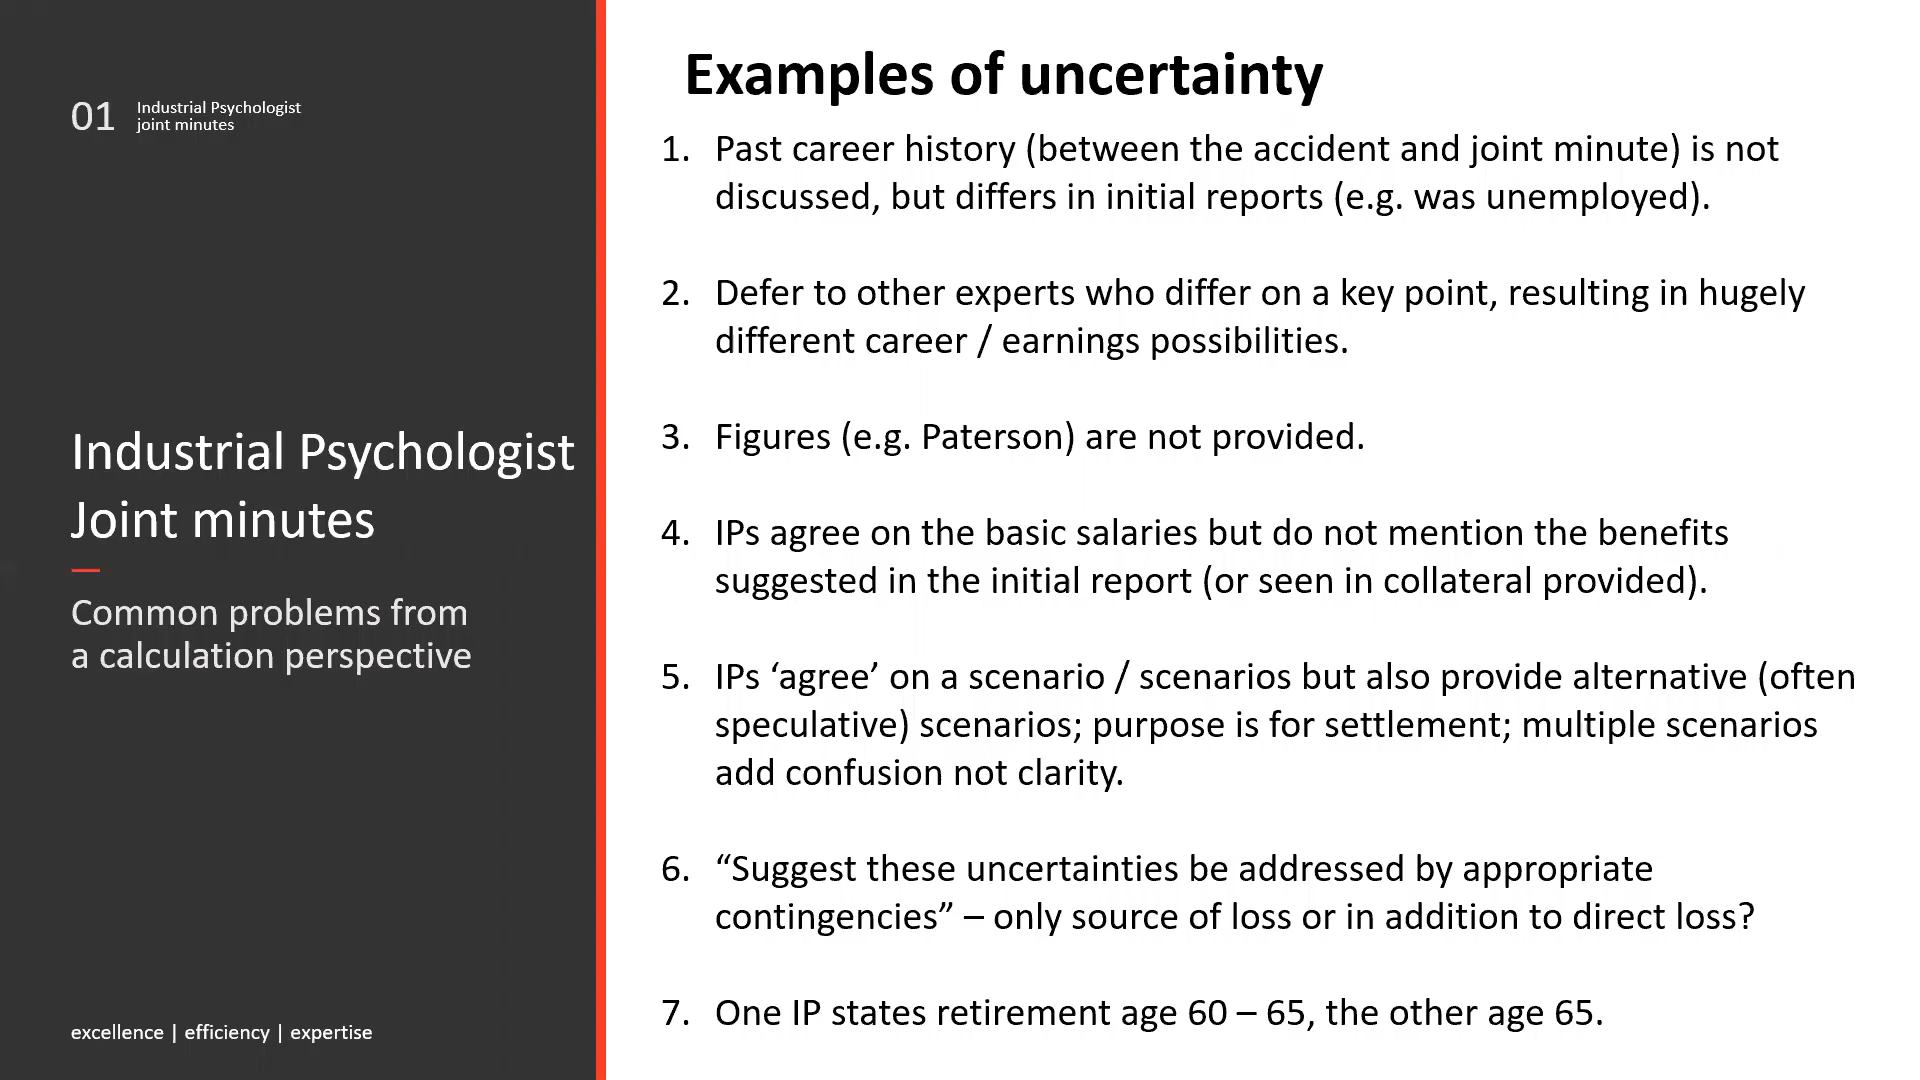 01
Industrial Psychologist
joint minutes
Industrial Psychologist
Joint minutes
Common problems from
a calculation perspective
excellence | efficiency | expertise
Examples of uncertainty
1. Past career history (between the accident and joint minute) is not
discussed, but differs in initial reports (e.g. was unemployed).
2. Defer to other experts who differ on a key point, resulting in hugely
different career / earnings possibilities.
3. Figures (e.g. Paterson) are not provided.
4. IPs agree on the basic salaries but do not mention the benefits
suggested in the initial report (or seen in collateral provided).
5. IPs ‘agree’ on a scenario / scenarios but also provide alternative (often
speculative) scenarios; purpose is for settlement; multiple scenarios
add confusion not clarity.
6. “Suggest these uncertainties be addressed by appropriate
contingencies” – only source of loss or in addition to direct loss?
7. One IP states retirement age 60 – 65, the other age 65.